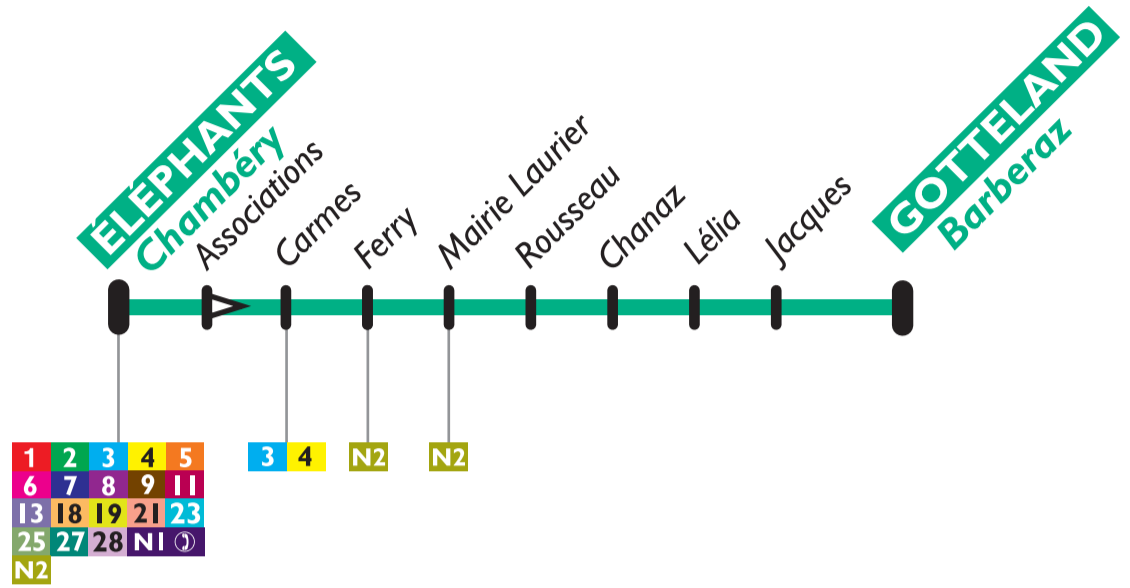 ÉLÉPHANTS
Chambéry
Associations
Carmes
Ferry
Mairie Laurier
Rousseau
Chanaz
Lélia
Jacques
GOTTELAND
Barberaz
1 2 3 4 5
6 7 8 9 11
13 18 19 21 23
25 27 28 N1
N2
3 4
N2
N2